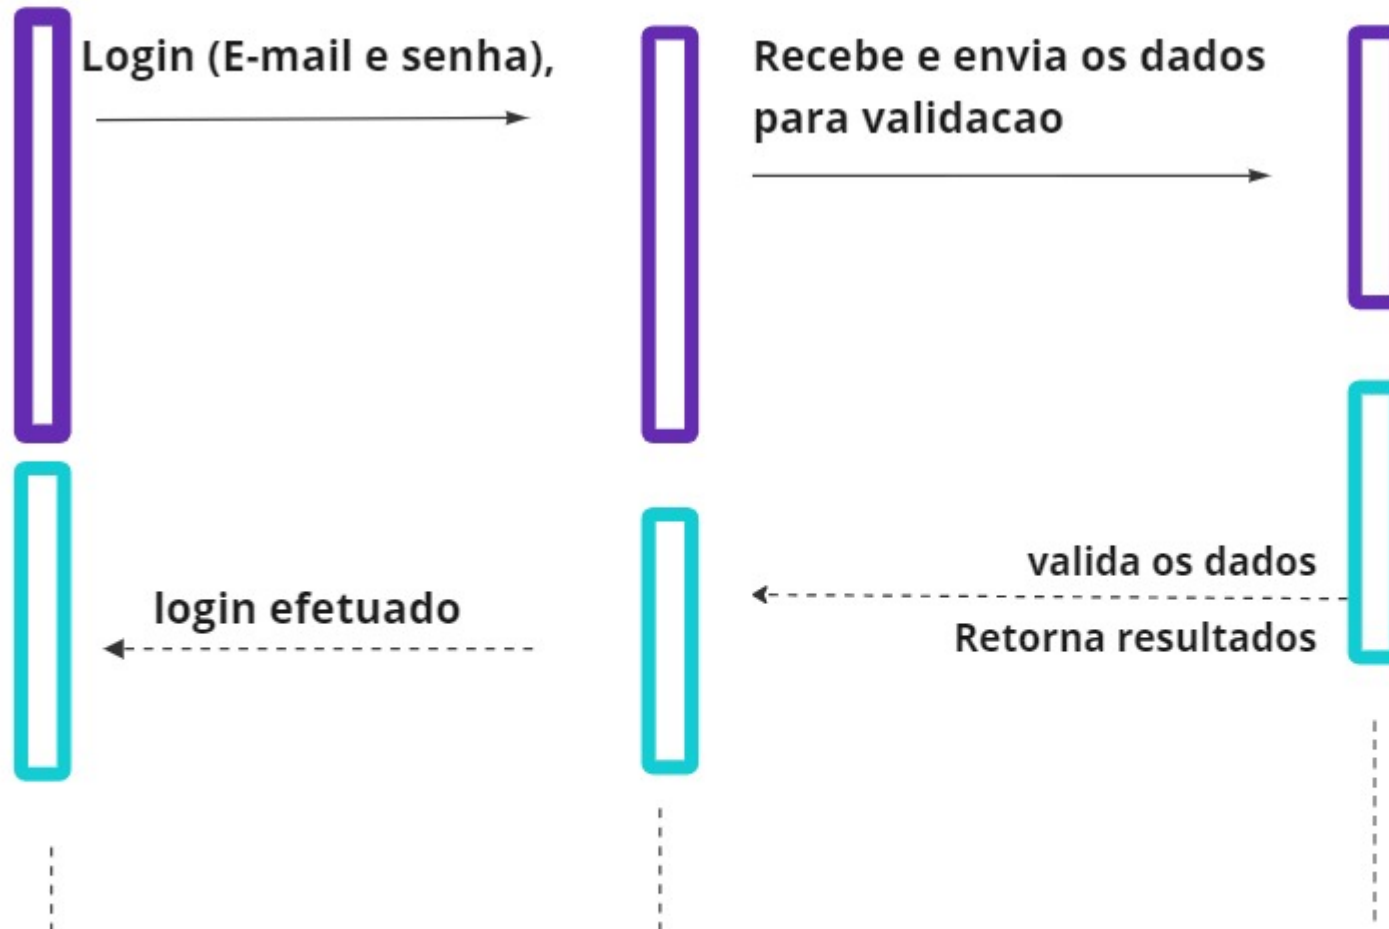 Login (E-mail e senha),
Recebe e envia os dados
para validacao
valida os dados
Retorna resultados
login efetuado